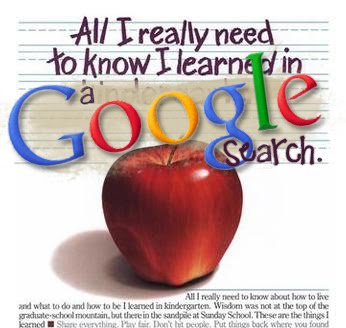 All I really need
to know I learned in
a
Google
search.
All I really need to know about how to live
and what to do and how to be I learned in kindergarten. Wisdom was not at the top of the
graduate-school mountain, but there in the sandpile at Sunday School. These are the things I
learned ■ Share everything. Play fair. Don't hit people. Put things back where you found